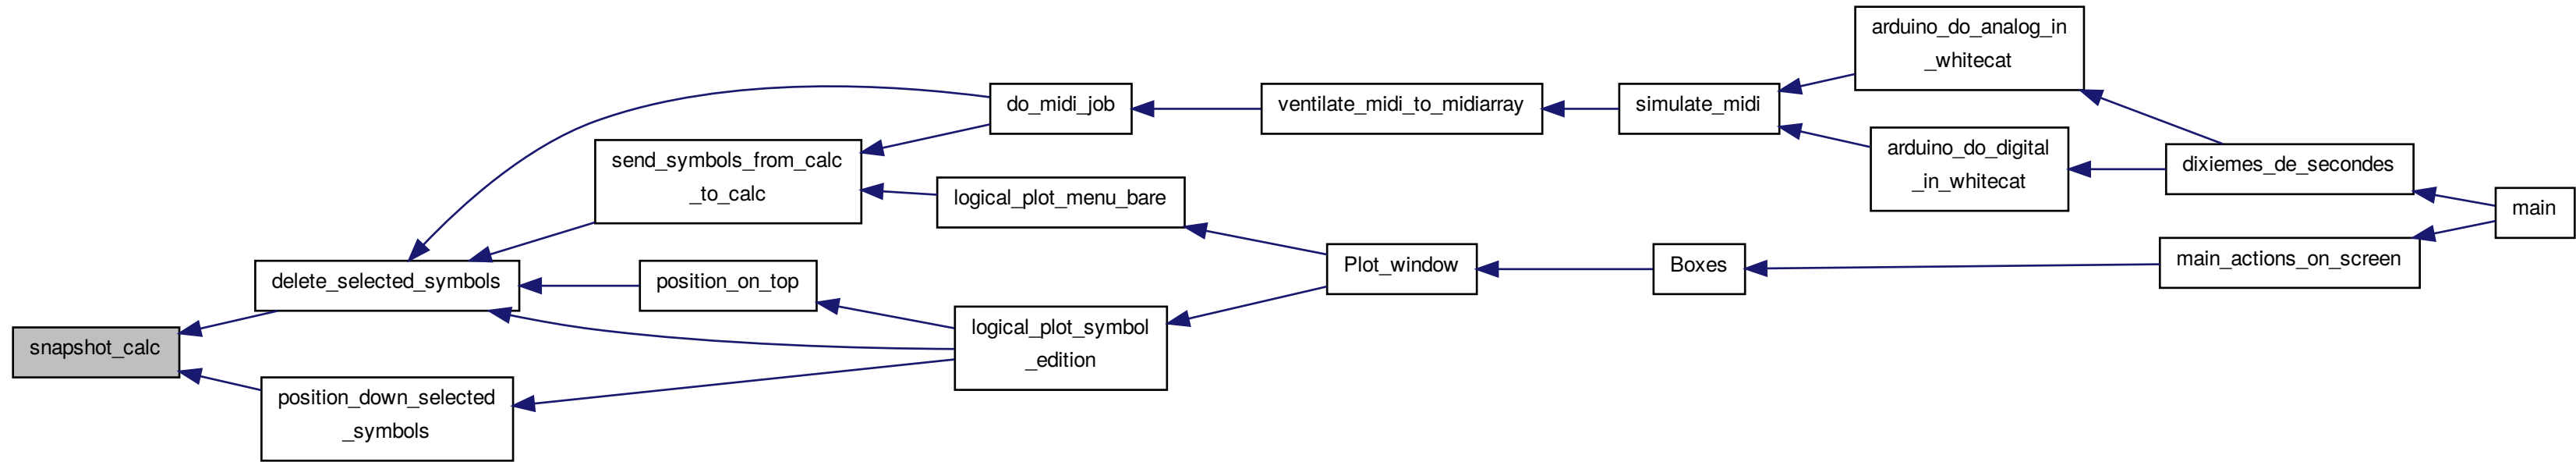 snapshot_calc
delete_selected_symbols
position_down_selected
_symbols
send_symbols_from_calc
_to_calc
position_on_top
do_midi_job
logical_plot_menu_bare
logical_plot_symbol
_edition
ventilate_midi_to_midiarray
Plot_window
simulate_midi
Boxes
arduino_do_analog_in
_whitecat
arduino_do_digital
_in_whitecat
dixiemes_de_secondes
main_actions_on_screen
main